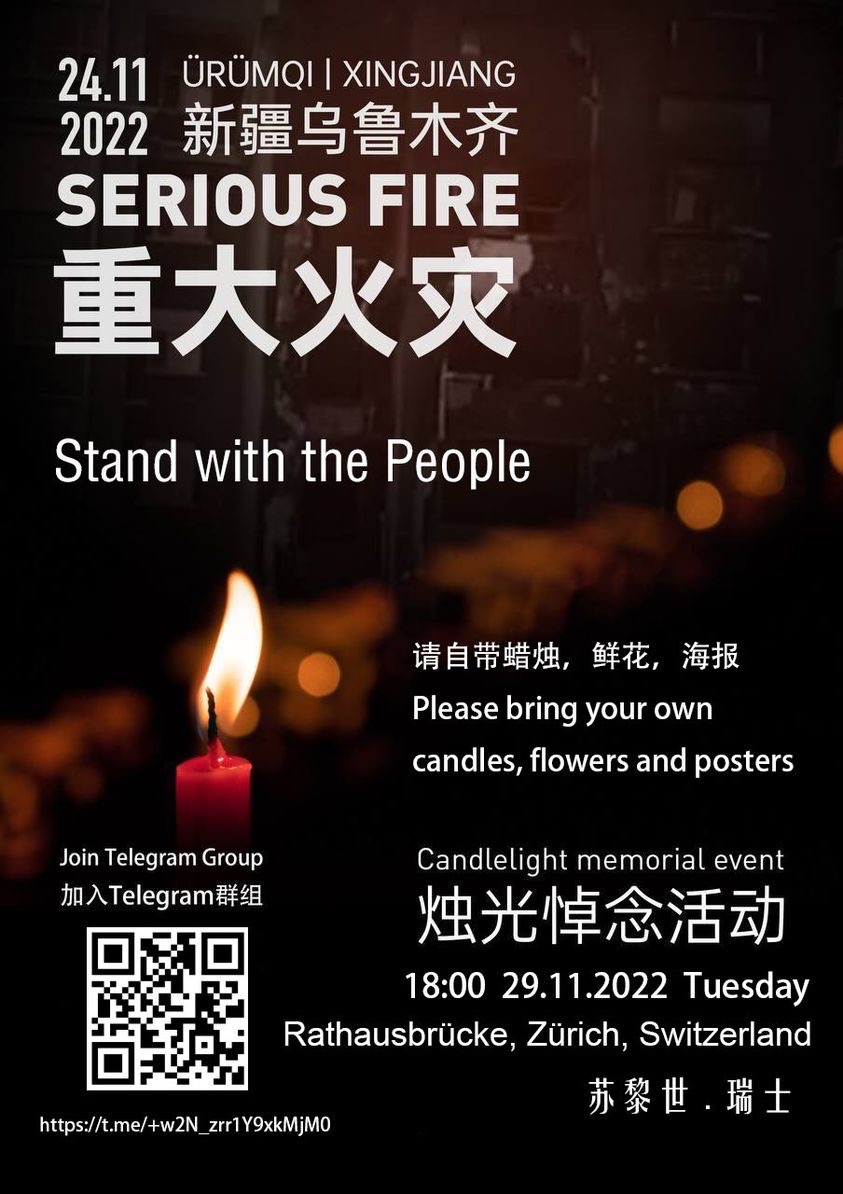 24.11
2022
ÜRÜMQI | XINGJIANG
新疆乌鲁木齐
SERIOUS FIRE
重大火灾
Stand with the People
请自带蜡烛，鲜花，海报
Please bring your own
candles, flowers and posters
Join Telegram Group
加入Telegram群组
https://t.me/+w2N_zrr1Y9xkMjM0
Candlelight memorial event
烛光悼念活动
18:00 29.11.2022 Tuesday
Rathausbrücke, Zürich, Switzerland
苏黎世.瑞士